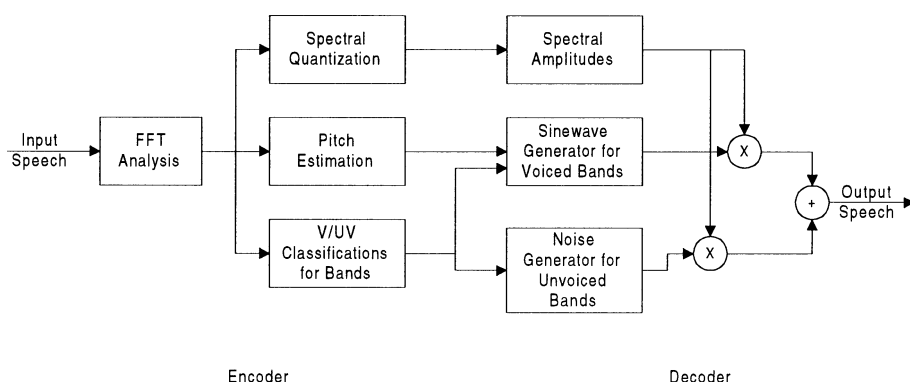 Spectral
Quantization
Spectral
Amplitudes
Input
Speech
FFT
Analysis
Pitch
Estimation
Sinewave
Generator for
Voiced Bands
X
V/UV
Classifications
for Bands
Noise
Generator for
Unvoiced
Bands
X
+
Output
Speech
Encoder
Decoder